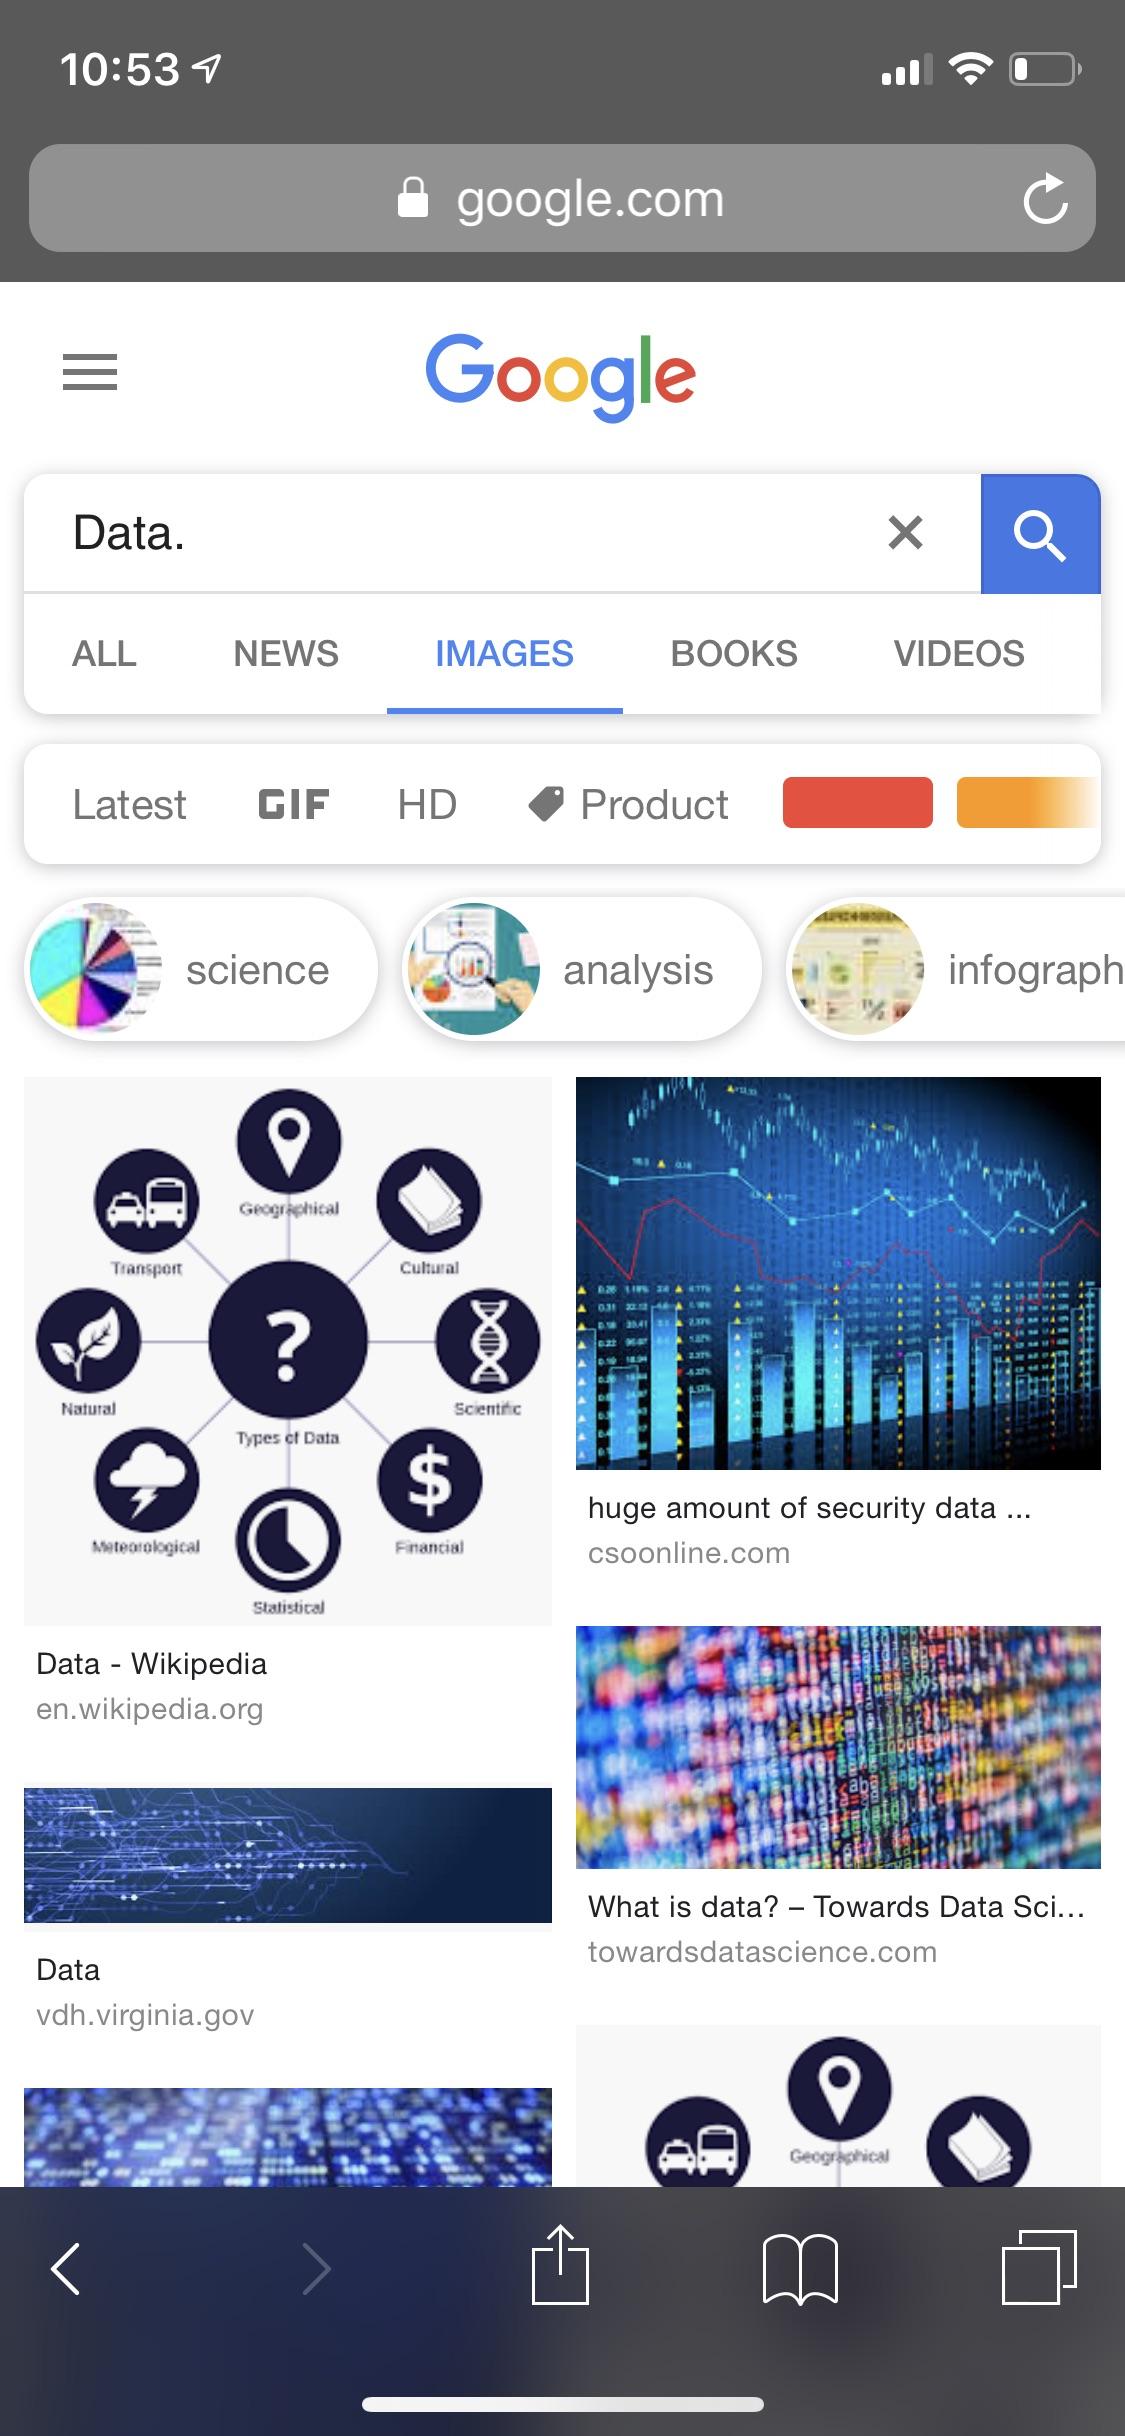 10:53
google.com
Google
Data.
ALL NEWS IMAGES BOOKS VIDEOS
Latest GIF HD Product
science analysis infograph
Geographical
Transport Cultural
?
Natural Scientific
Types of Data
$
Meteorological Financial
Statistical
Data - Wikipedia
en.wikipedia.org
huge amount of security data ...
csoonline.com
What is data? – Towards Data Sci...
towardsdatascience.com
Data
vdh.virginia.gov
Geographical